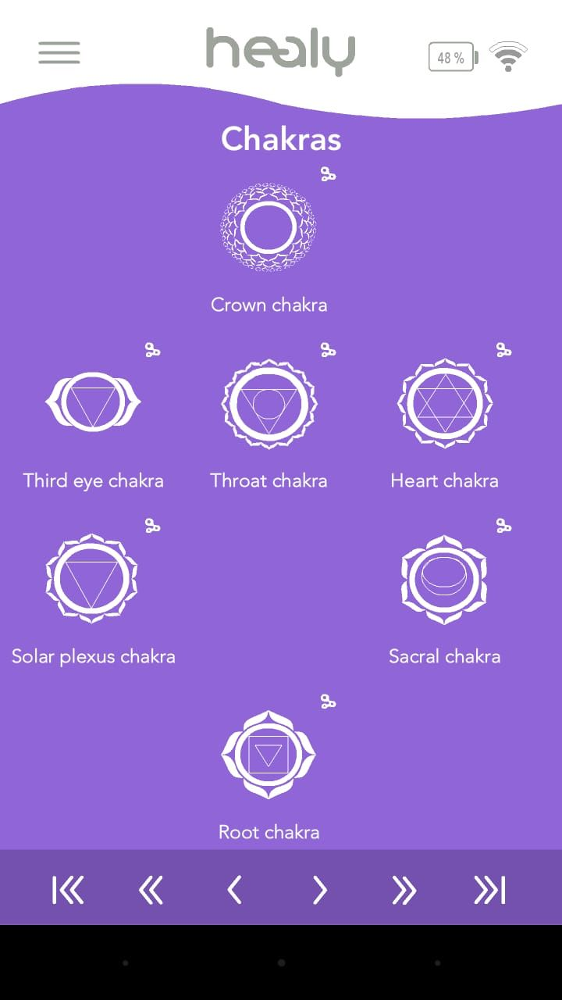 healy
48 %
Chakras
Crown chakra
Third eye chakra
Throat chakra
Heart chakra
Solar plexus chakra
Sacral chakra
Root chakra